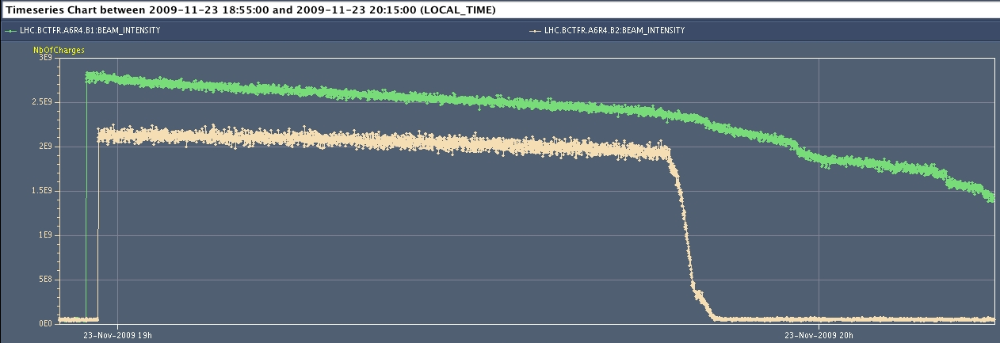 Timeseries Chart between 2009-11-23 18:55:00 and 2009-11-23 20:15:00 (LOCAL_TIME)
LHC.BCTFR.A6R4.B1:BEAM_INTENSITY LHC.BCTFR.A6R4.B2:BEAM_INTENSITY
NbOfCharges
3E9
2.5E9
2E9
1.5E9
1E9
5E8
0E0
23-Nov-2009 19h 23-Nov-2009 20h